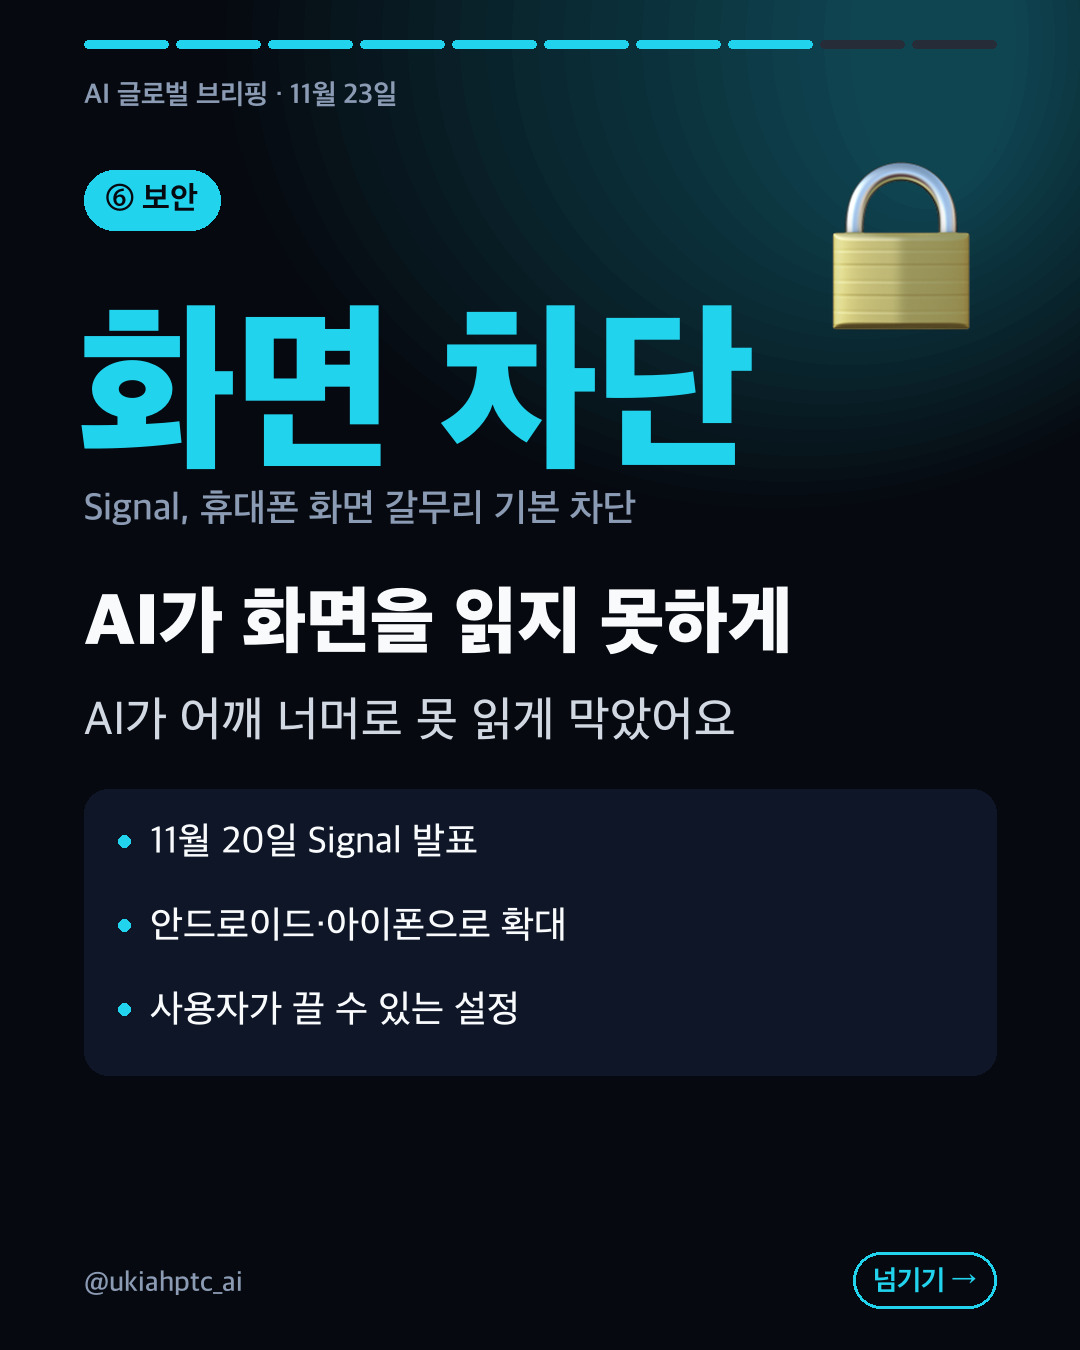 AI 글로벌 브리핑 · 11월 23일
⑥ 보안
화면 차단
Signal, 휴대폰 화면 갈무리 기본 차단
AI가 화면을 읽지 못하게
AI가 어깨 너머로 못 읽게 막았어요
• 11월 20일 Signal 발표
• 안드로이드·아이폰으로 확대
• 사용자가 끌 수 있는 설정
@ukiahptc_ai
넘기기 →